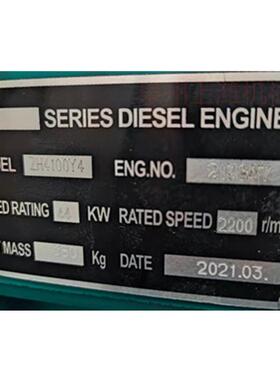 SERIES DIESEL ENGINE
EL ZH4100Y4 ENG.NO.
ED RATING KW RATED SPEED 2200 r/m
MASS Kg DATE 2021.03.